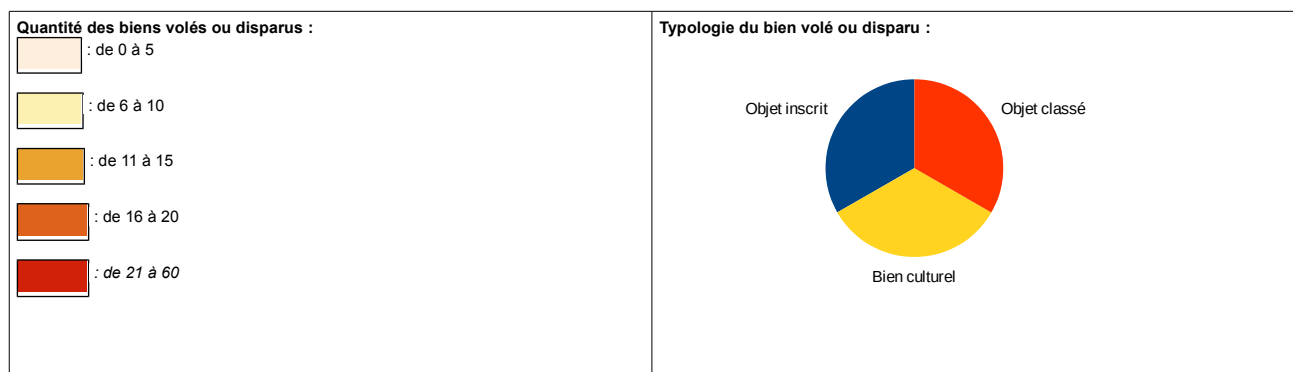 Quantité des biens volés ou disparus :
: de 0 à 5
: de 6 à 10
: de 11 à 15
: de 16 à 20
: de 21 à 60
Typologie du bien volé ou disparu :
Objet inscrit
Objet classé
Bien culturel